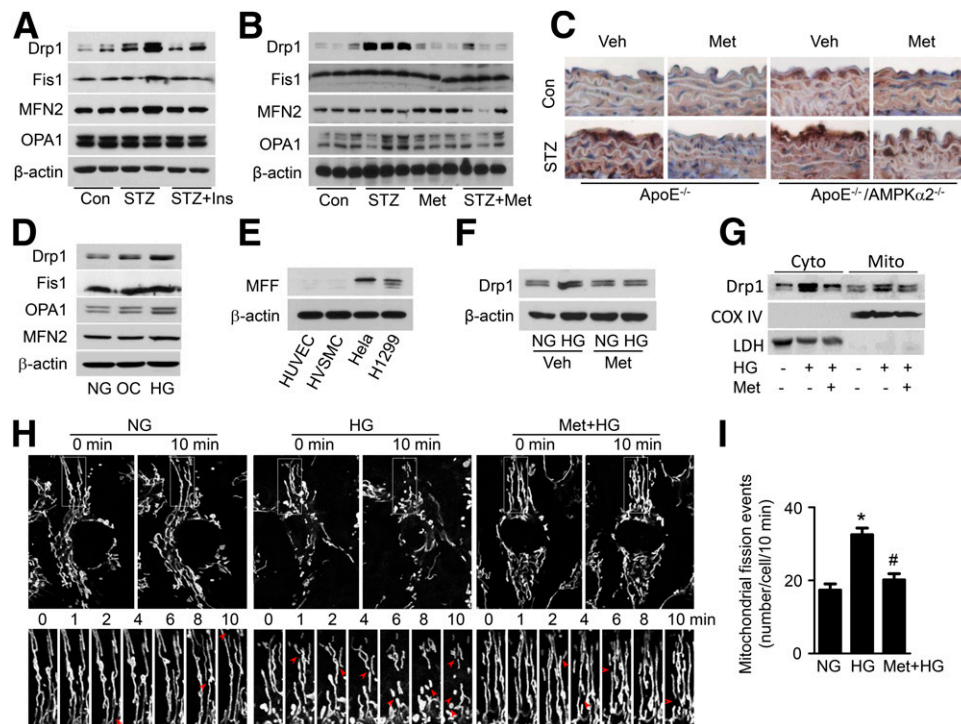 A
Drp1
Fis1
MFN2
OPA1
β-actin
Con STZ STZ+Ins
B
Drp1
Fis1
MFN2
OPA1
β-actin
Con STZ Met STZ+Met
C
Veh Met Veh Met
Con
STZ
ApoE-/- ApoE-/-/AMPKα2-/-
D
Drp1
Fis1
OPA1
MFN2
β-actin
NG OC HG
E
MFF
β-actin
HUVEC
HVSMC
Hela
H1299
F
Drp1
β-actin
NG HG NG HG
Veh Met
G
Cyto Mito
Drp1
COX IV
LDH
HG - + + - + +
Met + +
H
NG HG Met+HG
0 min 10 min 0 min 10 min 0 min 10 min
0 1 2 4 6 8 10 0 1 2 4 6 8 10 0 1 2 4 6 8 10 min
I
Mitochondrial fission events
(number/cell/10 min)
40
20
0
*
#
NG HG Met+HG